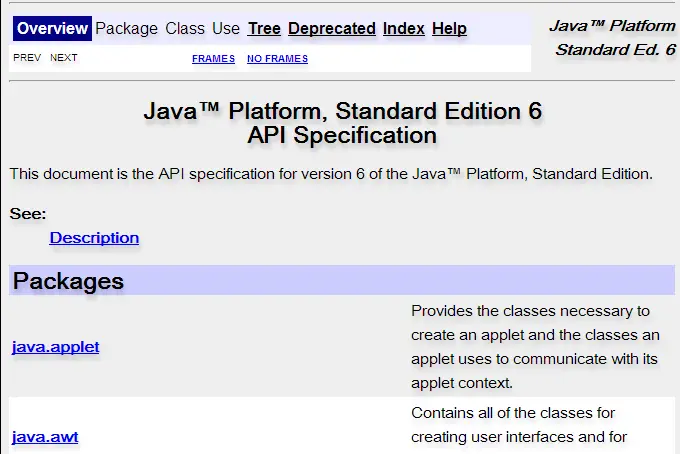 Overview Package Class Use Tree Deprecated Index Help
Java™ Platform
Standard Ed. 6
PREV NEXT FRAMES NO FRAMES
Java™ Platform, Standard Edition 6
API Specification
This document is the API specification for version 6 of the Java™ Platform, Standard Edition.
See:
Description
Packages
java.applet
Provides the classes necessary to
create an applet and the classes an
applet uses to communicate with its
applet context.
java.awt
Contains all of the classes for
creating user interfaces and for